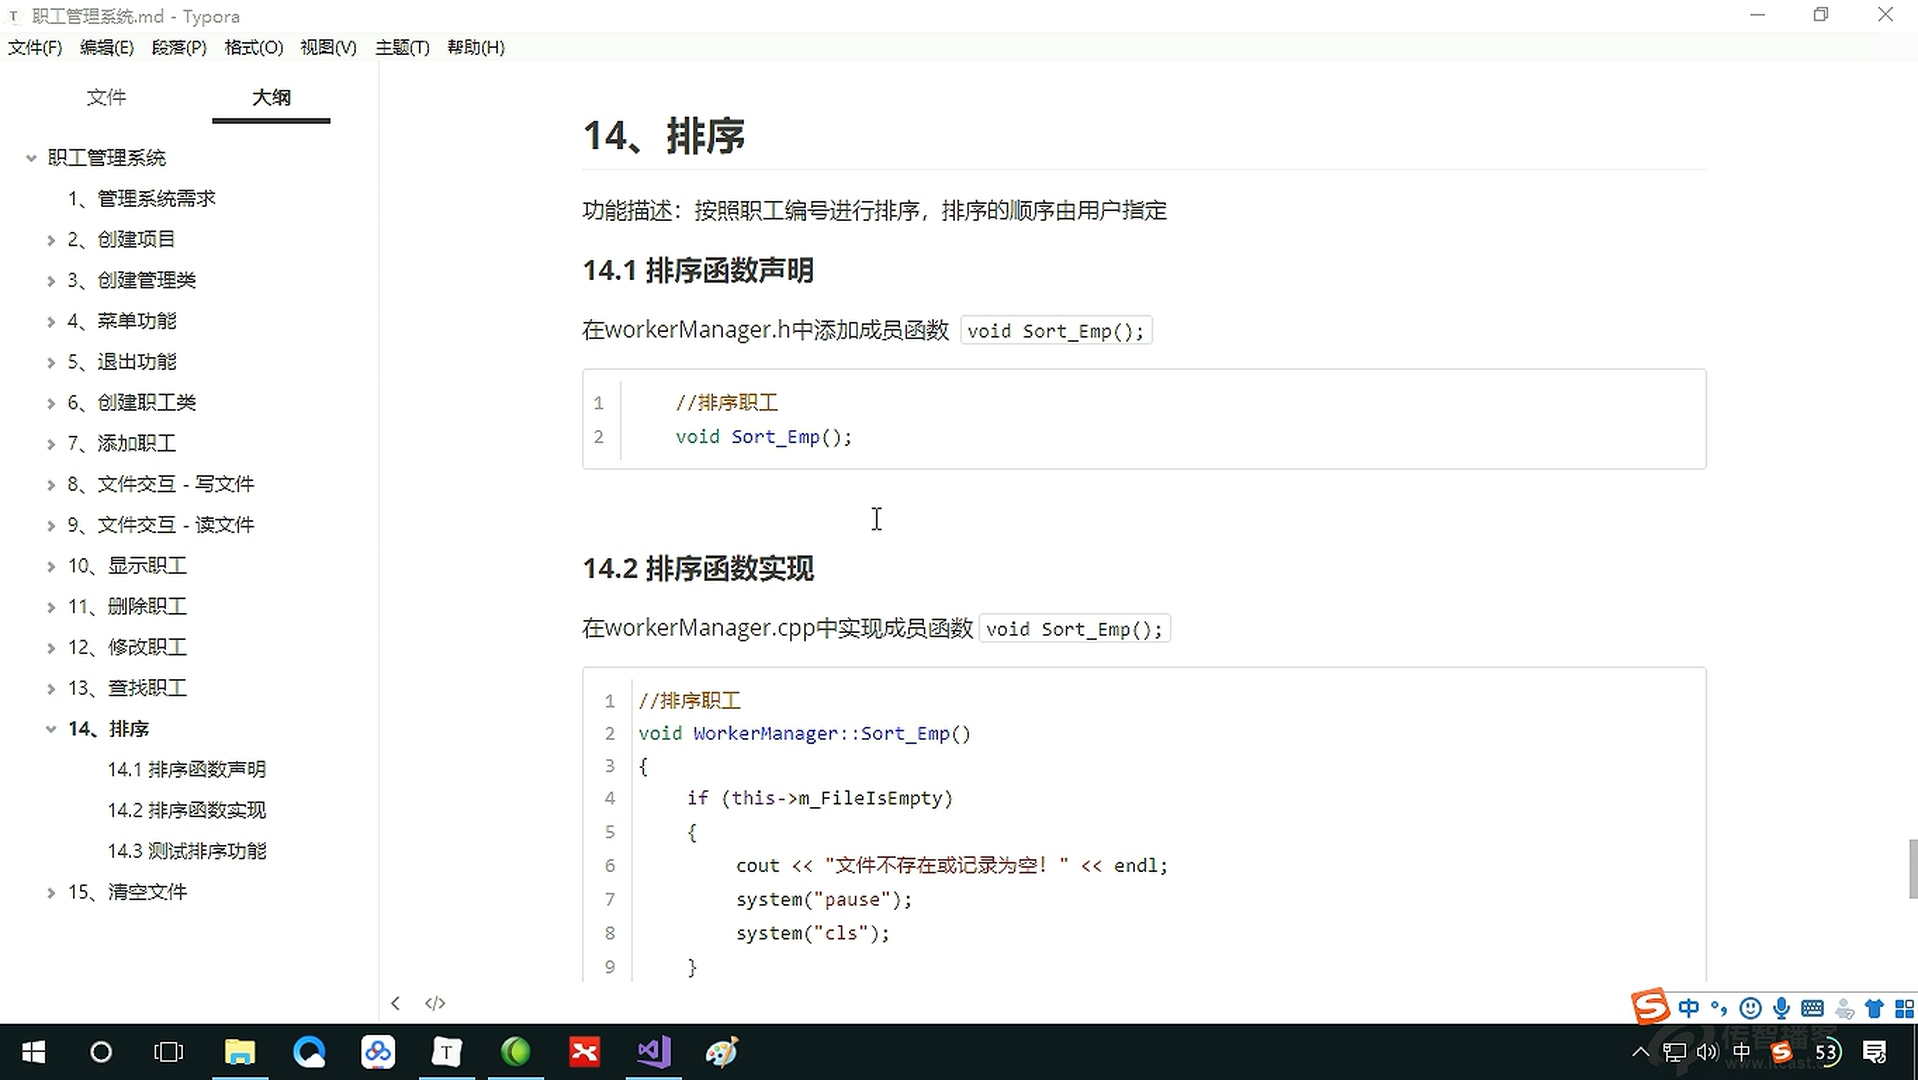 职工管理系统.md - Typora
文件(F) 编辑(E) 段落(P) 格式(O) 视图(V) 主题(T) 帮助(H)
文件 大纲
职工管理系统
1、管理系统需求
2、创建项目
3、创建管理类
4、菜单功能
5、退出功能
6、创建职工类
7、添加职工
8、文件交互 - 写文件
9、文件交互 - 读文件
10、显示职工
11、删除职工
12、修改职工
13、查找职工
14、排序
14.1 排序函数声明
14.2 排序函数实现
14.3 测试排序功能
15、清空文件
14、排序
功能描述：按照职工编号进行排序，排序的顺序由用户指定
14.1 排序函数声明
在workerManager.h中添加成员函数 void Sort_Emp();
1 //排序职工
2 void Sort_Emp();
14.2 排序函数实现
在workerManager.cpp中实现成员函数 void Sort_Emp();
1 //排序职工
2 void WorkerManager::Sort_Emp()
3 {
4 if (this->m_FileIsEmpty)
5 {
6 cout << "文件不存在或记录为空！" << endl;
7 system("pause");
8 system("cls");
9 }
</>
中
中 53
传智播客